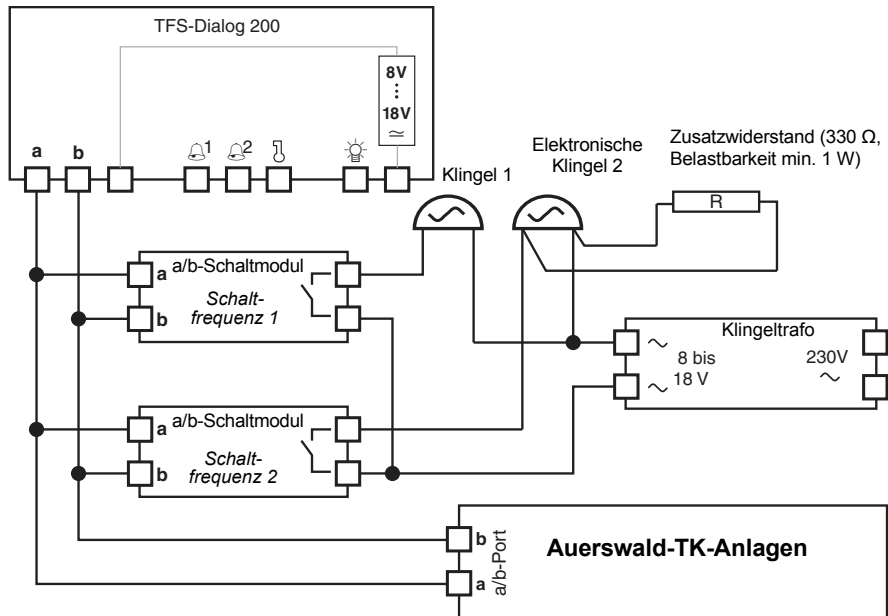 TFS-Dialog 200
8V
18V
a
b
1
2
Klingel 1
Elektronische
Klingel 2
Zusatzwiderstand (330 Ω,
Belastbarkeit min. 1 W)
R
a
a/b-Schaltmodul
b
Schalt-
frequenz 1
Klingeltrafo
8 bis
18 V
230V
a
a/b-Schaltmodul
b
Schalt-
frequenz 2
b
a
a/b-Port
Auerswald-TK-Anlagen